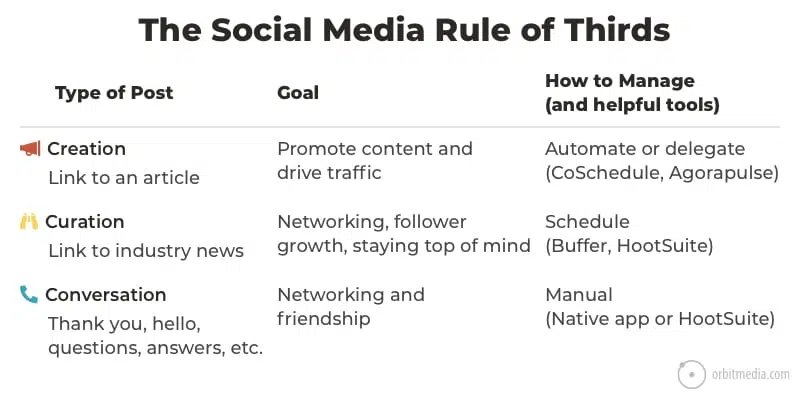 The Social Media Rule of Thirds
Type of Post
Goal
How to Manage
(and helpful tools)
Creation
Link to an article
Promote content and
drive traffic
Automate or delegate
(CoSchedule, Agorapulse)
Curation
Link to industry news
Networking, follower
growth, staying top of mind
Schedule
(Buffer, HootSuite)
Conversation
Thank you, hello,
questions, answers, etc.
Networking and
friendship
Manual
(Native app or HootSuite)
orbitmedia.com